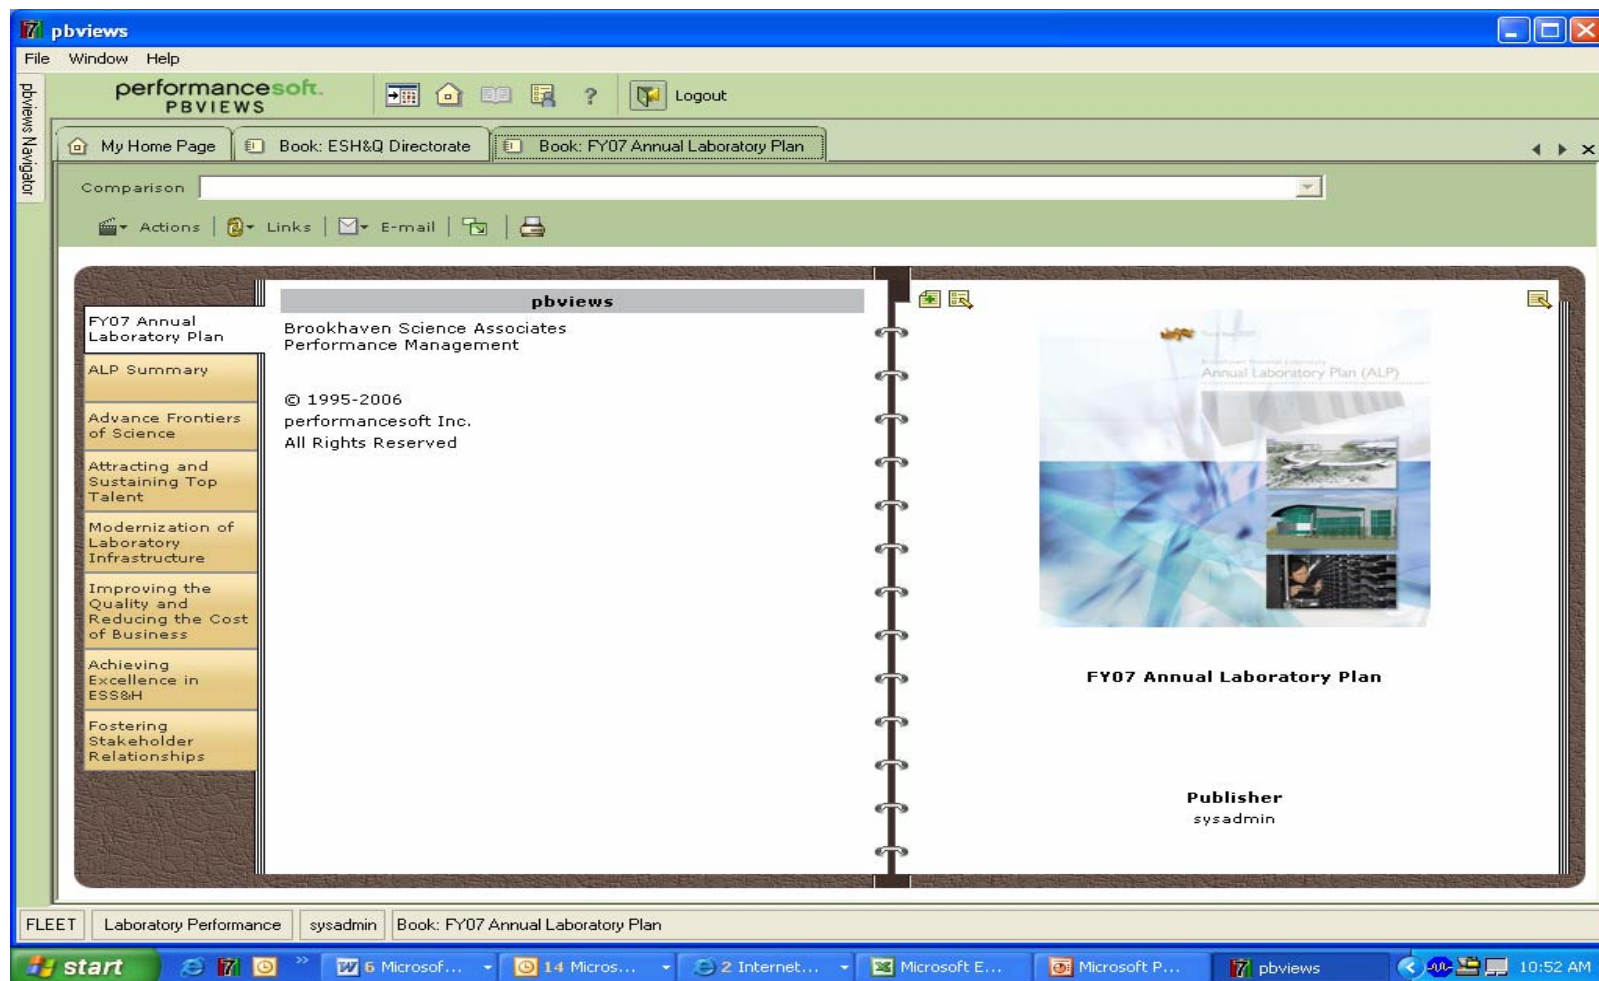 pbviews
File Window Help
pbviews Navigator
performancesoft.
PBVIEWS
? Logout
My Home Page
Book: ESH&Q Directorate
Book: FY07 Annual Laboratory Plan
Comparison
Actions Links E-mail
FY07 Annual
Laboratory Plan
ALP Summary
Advance Frontiers
of Science
Attracting and
Sustaining Top
Talent
Modernization of
Laboratory
Infrastructure
Improving the
Quality and
Reducing the Cost
of Business
Achieving
Excellence in
ESS&H
Fostering
Stakeholder
Relationships
pbviews
Brookhaven Science Associates
Performance Management
© 1995-2006
performancesoft Inc.
All Rights Reserved
Annual Laboratory Plan (ALP)
FY07 Annual Laboratory Plan
Publisher
sysadmin
FLEET Laboratory Performance sysadmin Book: FY07 Annual Laboratory Plan
start 6 Microsof... 14 Micros... 2 Internet... Microsoft E... Microsoft P... pbviews 10:52 AM